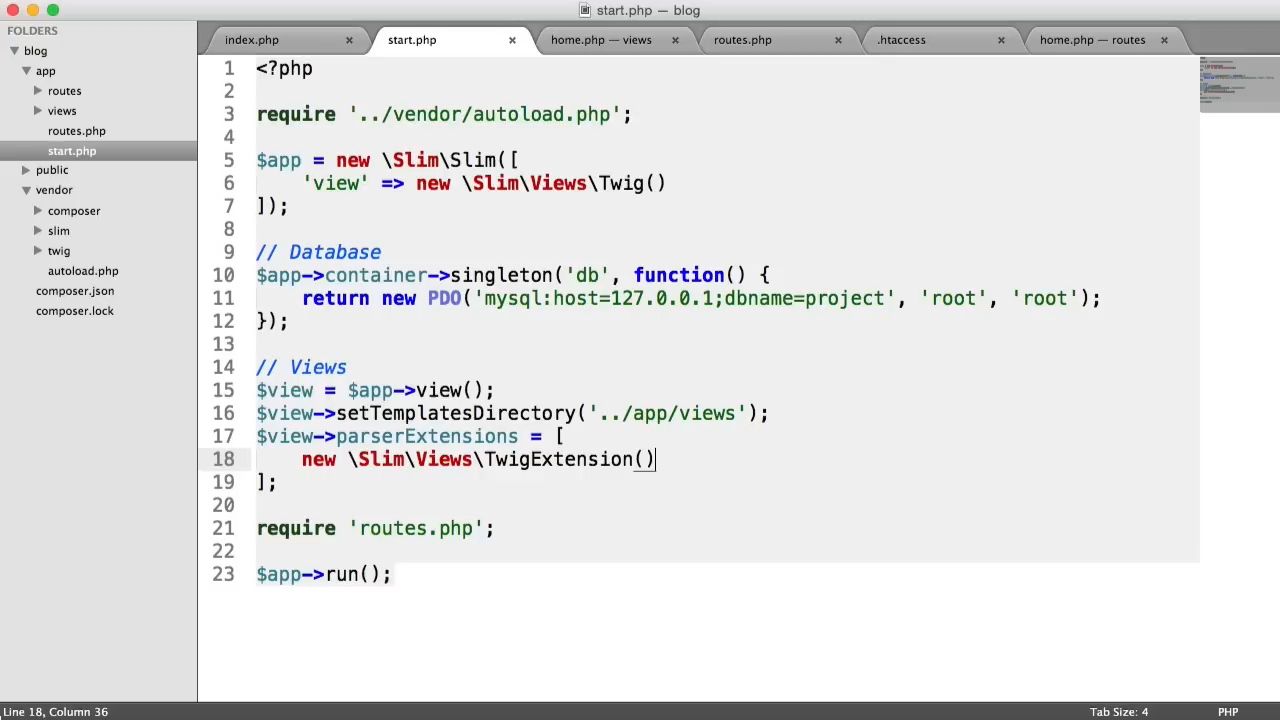 start.php — blog
FOLDERS
blog
app
routes
views
routes.php
start.php
public
vendor
composer
slim
twig
autoload.php
composer.json
composer.lock
index.php ×
start.php ×
home.php — views ×
routes.php ×
.htaccess ×
home.php — routes ×
1 <?php
2
3 require '../vendor/autoload.php';
4
5 $app = new \Slim\Slim([
6     'view' => new \Slim\Views\Twig()
7 ]);
8
9 // Database
10 $app->container->singleton('db', function() {
11     return new PDO('mysql:host=127.0.0.1;dbname=project', 'root', 'root');
12 });
13
14 // Views
15 $view = $app->view();
16 $view->setTemplatesDirectory('../app/views');
17 $view->parserExtensions = [
18     new \Slim\Views\TwigExtension()
19 ];
20
21 require 'routes.php';
22
23 $app->run();
Line 18, Column 36
Tab Size: 4
PHP